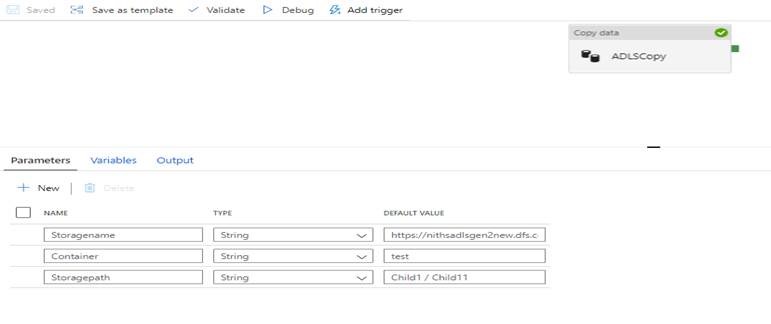 Saved Save as template Validate Debug Add trigger
Copy data
ADLSCopy
Parameters Variables Output
New Delete
NAME TYPE DEFAULT VALUE
Storagename String https://nithsadlsgen2new.dfs.c
Container String test
Storagepath String Child1 / Child11